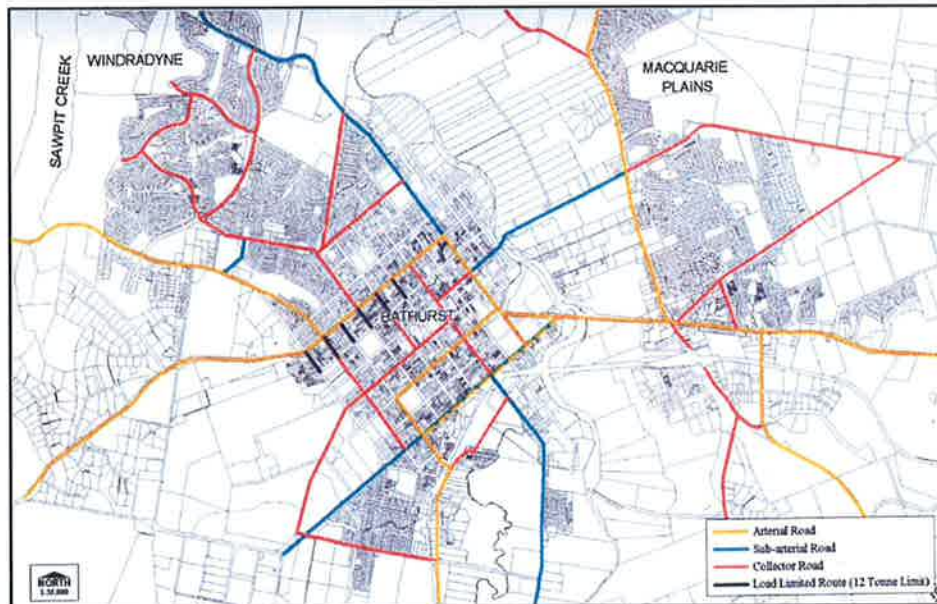 WINDRADYNE
SAWPIT CREEK
MACQUARIE
PLAINS
BATHURST
Arterial Road
Sub-arterial Road
Collector Road
Load Limited Route (12 Tonne Limit)
NORTH